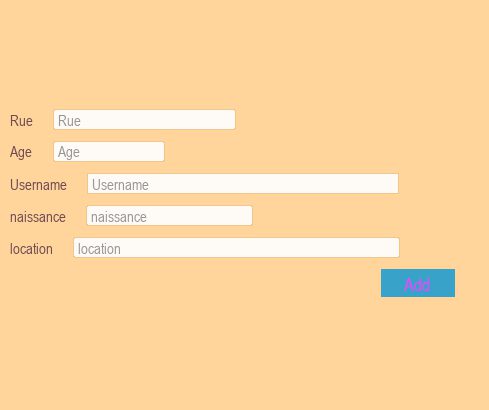 Rue Rue
Age Age
Username Username
naissance naissance
location location
Add